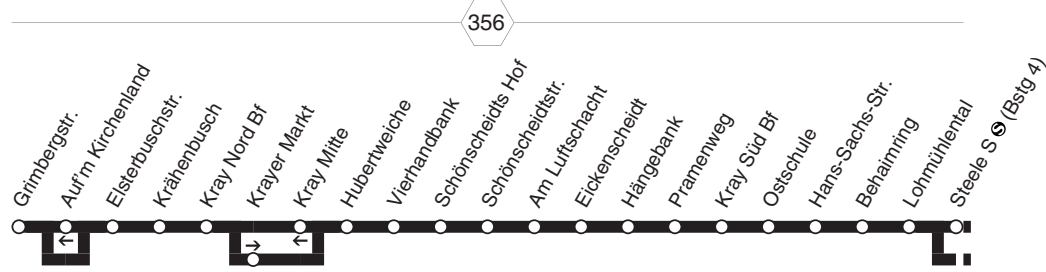 356
Grimbergstr.
Auf'm Kirchenland
Elsterbuschstr.
Krähenbusch
Kray Nord Bf
Krayer Markt
Kray Mitte
Hubertweiche
Vierhandbank
Schönscheidts Hof
Schönscheidtstr.
Am Luftschacht
Eickenscheidt
Hängebank
Pramenweg
Kray Süd Bf
Ostschule
Hans-Sachs-Str.
Behaimring
Lohmühlental
Steele S S (Bstg 4)